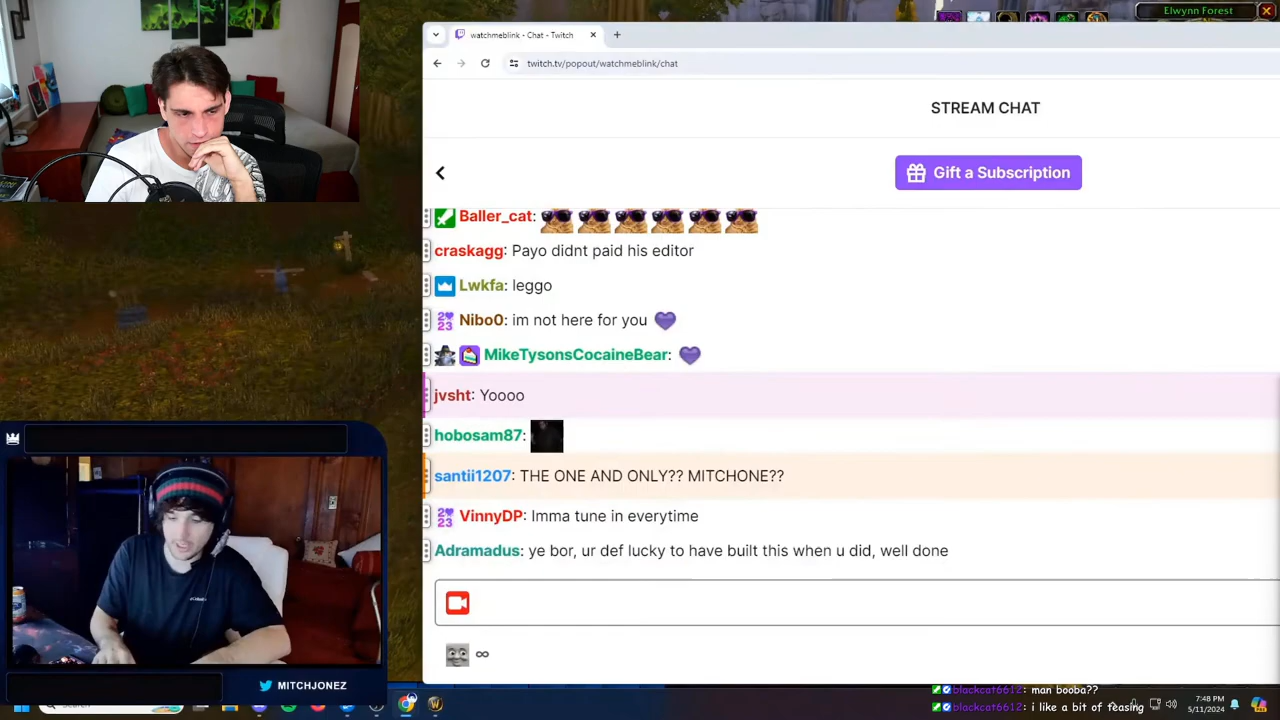 Elwynn Forest
watchmeblink - Chat - Twitch
twitch.tv/popout/watchmeblink/chat
STREAM CHAT
Gift a Subscription
Baller_cat:
craskagg: Payo didnt paid his editor
Lwkfa: leggo
Nibo0: im not here for you
MikeTysonsCocaineBear:
jvsht: Yoooo
hobosam87:
santii1207: THE ONE AND ONLY?? MITCHONE??
VinnyDP: Imma tune in everytime
Adramadus: ye bor, ur def lucky to have built this when u did, well done
MITCHJONEZ
blackcat6612: man booba??
blackcat6612: i like a bit of teasing
Search
7:48 PM
5/11/2024